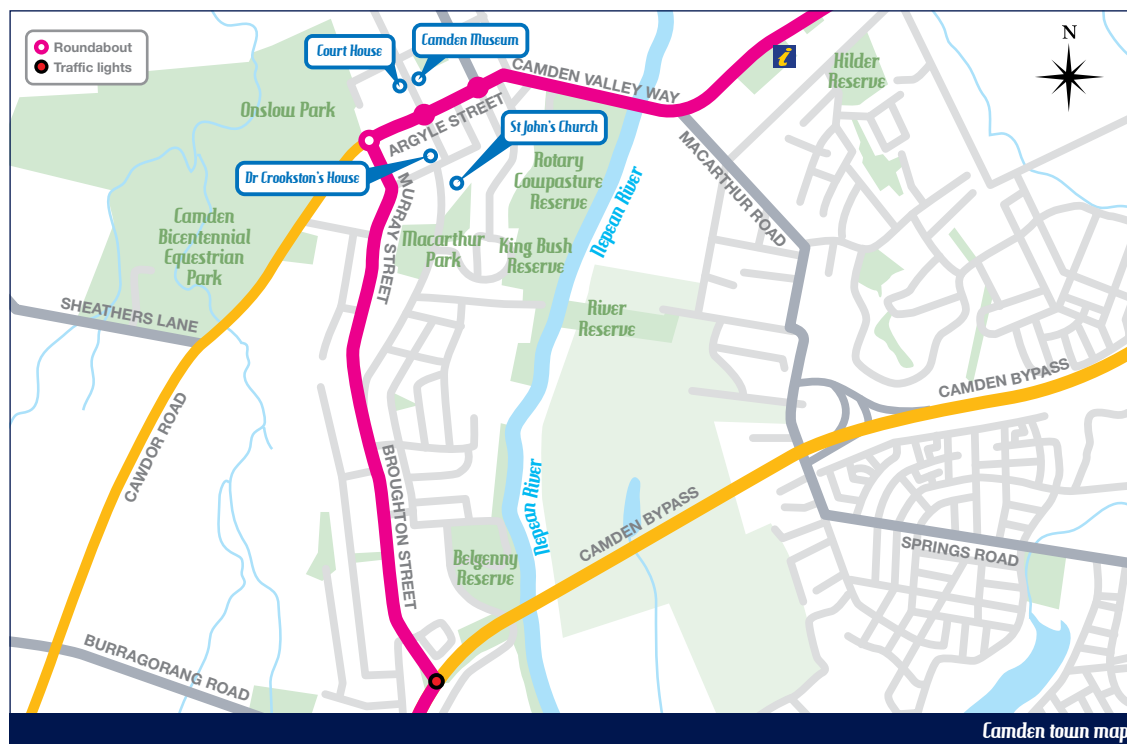 Roundabout
Traffic lights
Court House
Camden Museum
N
i
Hilder
Reserve
CAMDEN VALLEY WAY
Onslow Park
ARGYLE STREET
St John's Church
MACARTHUR ROAD
Dr Crookston's House
Rotary
Cowpasture
Reserve
Nepean River
MURRAY STREET
Camden
Bicentennial
Equestrian
Park
Macarthur
Park
King Bush
Reserve
SHEATHERS LANE
River
Reserve
CAMDEN BYPASS
CAWDOR ROAD
BROUGHTON STREET
Nepean River
CAMDEN BYPASS
SPRINGS ROAD
Belgenny
Reserve
BURRAGORANG ROAD
Camden town map